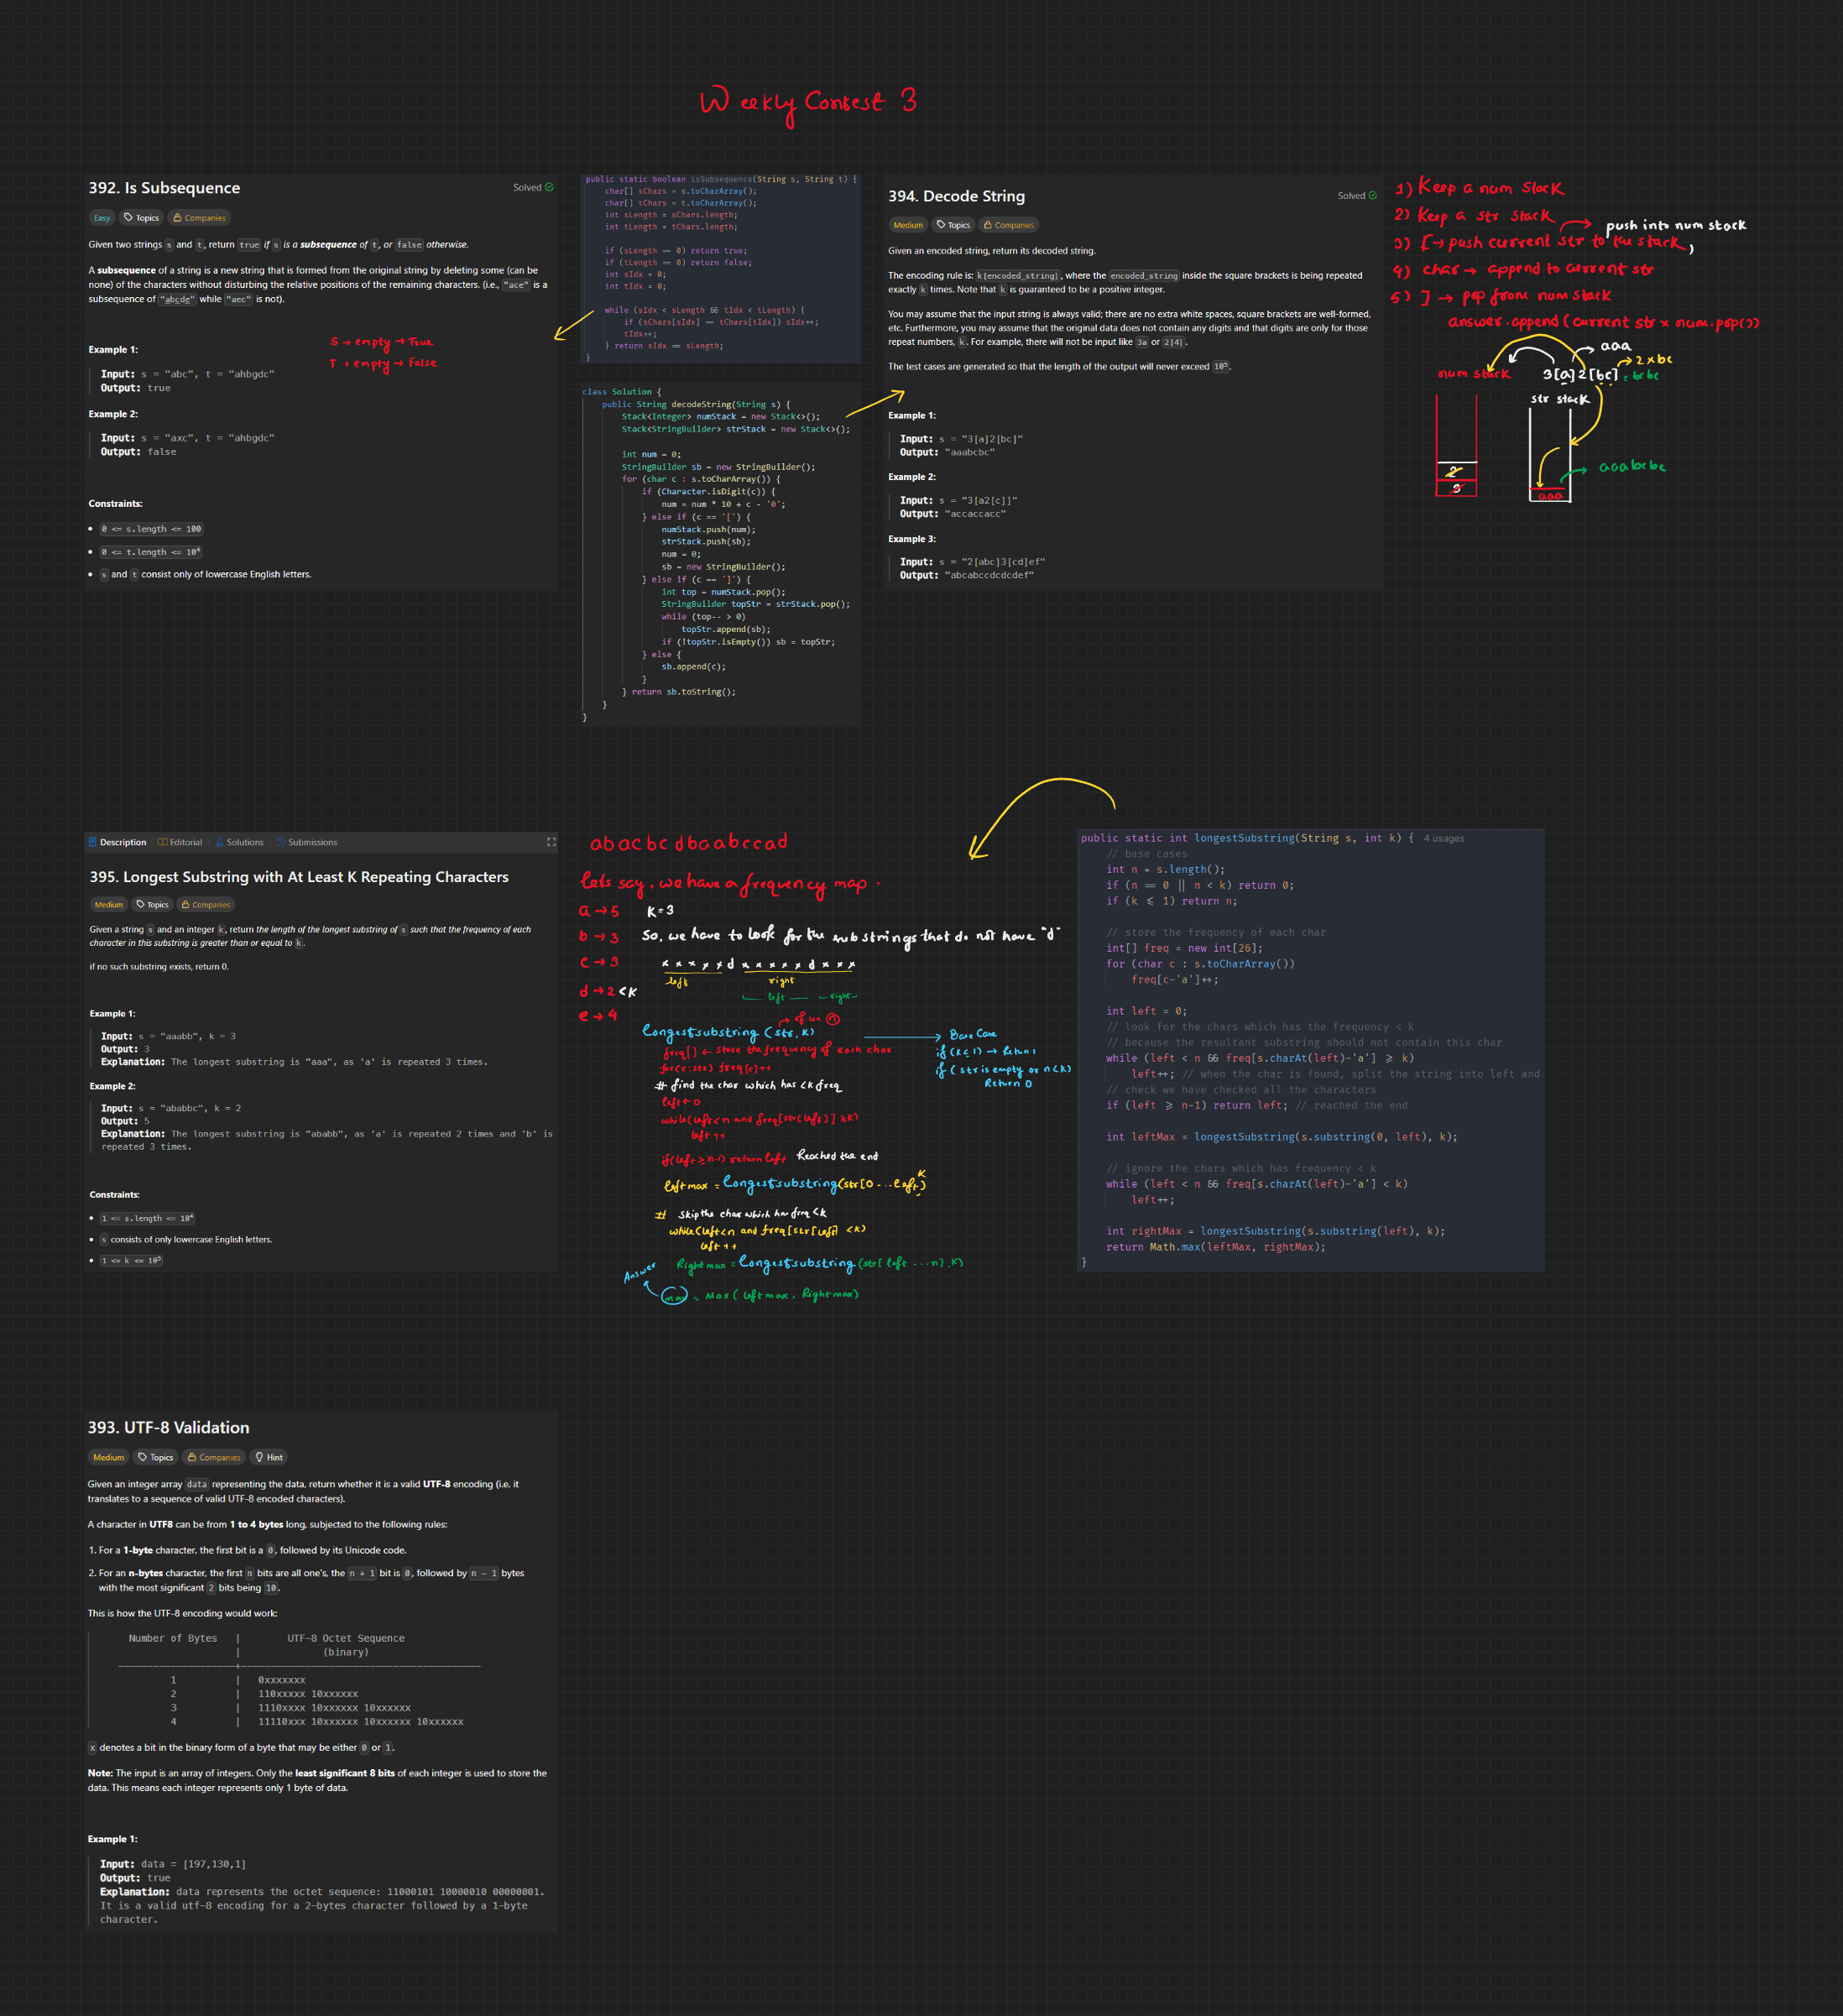 Weekly Contest 3
392. Is Subsequence
Solved
Easy Topics Companies
Given two strings s and t, return true if s is a subsequence of t, or false otherwise.
A subsequence of a string is a new string that is formed from the original string by deleting some (can be
none) of the characters without disturbing the relative positions of the remaining characters. (i.e., "ace" is a
subsequence of "abcde" while "aec" is not).
Example 1:
Input: s = "abc", t = "ahbgdc"
Output: true
Example 2:
Input: s = "axc", t = "ahbgdc"
Output: false
Constraints:
0 <= s.length <= 100
0 <= t.length <= 10⁴
s and t consist only of lowercase English letters.
S → empty → True
T → empty → False
public static boolean isSubsequence(String s, String t) {
char[] sChars = s.toCharArray();
char[] tChars = t.toCharArray();
int sLength = sChars.length;
int tLength = tChars.length;
if (sLength == 0) return true;
if (tLength == 0) return false;
int sIdx = 0;
int tIdx = 0;
while (sIdx < sLength && tIdx < tLength) {
if (sChars[sIdx] == tChars[tIdx]) sIdx++;
tIdx++;
} return sIdx == sLength;
}
class Solution {
public String decodeString(String s) {
Stack<Integer> numStack = new Stack<>();
Stack<StringBuilder> strStack = new Stack<>();
int num = 0;
StringBuilder sb = new StringBuilder();
for (char c : s.toCharArray()) {
if (Character.isDigit(c)) {
num = num * 10 + c - '0';
} else if (c == '[') {
numStack.push(num);
strStack.push(sb);
num = 0;
sb = new StringBuilder();
} else if (c == ']') {
int top = numStack.pop();
StringBuilder topStr = strStack.pop();
while (top-- > 0)
topStr.append(sb);
if (!topStr.isEmpty()) sb = topStr;
} else {
sb.append(c);
}
} return sb.toString();
}
}
394. Decode String
Solved
Medium Topics Companies
Given an encoded string, return its decoded string.
The encoding rule is: k[encoded_string], where the encoded_string inside the square brackets is being repeated
exactly k times. Note that k is guaranteed to be a positive integer.
You may assume that the input string is always valid; there are no extra white spaces, square brackets are well-formed,
etc. Furthermore, you may assume that the original data does not contain any digits and that digits are only for those
repeat numbers, k. For example, there will not be input like 3a or 2[4].
The test cases are generated so that the length of the output will never exceed 10⁵.
Example 1:
Input: s = "3[a]2[bc]"
Output: "aaabcbc"
Example 2:
Input: s = "3[a2[c]]"
Output: "accaccacc"
Example 3:
Input: s = "2[abc]3[cd]ef"
Output: "abcabccdcdcdef"
1) Keep a num stack
2) Keep a str stack
push into num stack
3) [ → push current str to the stack,
4) char → append to current str
5) ] → pop from num stack
answer.append(current str x num.pop())
aaa
2 x bc
num stack
3[a]2[bc] = bcbc
str stack
2
3
aaabcbc
aaa
Description Editorial Solutions Submissions
395. Longest Substring with At Least K Repeating Characters
Medium Topics Companies
Given a string s and an integer k, return the length of the longest substring of s such that the frequency of each
character in this substring is greater than or equal to k.
if no such substring exists, return 0.
Example 1:
Input: s = "aaabb", k = 3
Output: 3
Explanation: The longest substring is "aaa", as 'a' is repeated 3 times.
Example 2:
Input: s = "ababbc", k = 2
Output: 5
Explanation: The longest substring is "ababb", as 'a' is repeated 2 times and 'b' is
repeated 3 times.
Constraints:
1 <= s.length <= 10⁴
s consists of only lowercase English letters.
1 <= k <= 10⁵
abacbcdbaabccad
lets say, we have a frequency map.
a → 5 K = 3
b → 3 So, we have to look for the substrings that do not have "d"
c → 3 x x x x x d x x x x x d x x x
left right
d → 2 < K left right
e → 4
of len n
longestsubstring (str, K)
freq[] ← store the frequency of each char
for(c:str) freq[c]++
# find the char which has <k freq
left ← 0
while(left<n and freq[str(left)] ≥K)
left ++
if(left ≥ n-1) return left Reached the end
leftmax = Longestsubstring(str[0...left], K)
# Skip the char which has freq <k
while(left<n and freq[str[left] <K)
left ++
Rightmax = Longestsubstring(str[left ...n], K)
Answer
max = Max(leftmax, Rightmax)
Base Case
if (K ≤ 1) → Return 1
if (str is empty or n<k)
Return 0
public static int longestSubstring(String s, int k) { 4 usages
// base cases
int n = s.length();
if (n == 0 || n < k) return 0;
if (k <= 1) return n;
// store the frequency of each char
int[] freq = new int[26];
for (char c : s.toCharArray())
freq[c-'a']++;
int left = 0;
// look for the chars which has the frequency < k
// because the resultant substring should not contain this char
while (left < n && freq[s.charAt(left)-'a'] >= k)
left++; // when the char is found, split the string into left and
// check we have checked all the characters
if (left >= n-1) return left; // reached the end
int leftMax = longestSubstring(s.substring(0, left), k);
// ignore the chars which has frequency < k
while (left < n && freq[s.charAt(left)-'a'] < k)
left++;
int rightMax = longestSubstring(s.substring(left), k);
return Math.max(leftMax, rightMax);
}
393. UTF-8 Validation
Medium Topics Companies Hint
Given an integer array data representing the data, return whether it is a valid UTF-8 encoding (i.e. it
translates to a sequence of valid UTF-8 encoded characters).
A character in UTF8 can be from 1 to 4 bytes long, subjected to the following rules:
1. For a 1-byte character, the first bit is a 0, followed by its Unicode code.
2. For an n-bytes character, the first n bits are all one's, the n + 1 bit is 0, followed by n - 1 bytes
with the most significant 2 bits being 10.
This is how the UTF-8 encoding would work:
Number of Bytes | UTF-8 Octet Sequence
| (binary)
1 | 0xxxxxxx
2 | 110xxxxx 10xxxxxx
3 | 1110xxxx 10xxxxxx 10xxxxxx
4 | 11110xxx 10xxxxxx 10xxxxxx 10xxxxxx
x denotes a bit in the binary form of a byte that may be either 0 or 1.
Note: The input is an array of integers. Only the least significant 8 bits of each integer is used to store the
data. This means each integer represents only 1 byte of data.
Example 1:
Input: data = [197,130,1]
Output: true
Explanation: data represents the octet sequence: 11000101 10000010 00000001.
It is a valid utf-8 encoding for a 2-bytes character followed by a 1-byte
character.